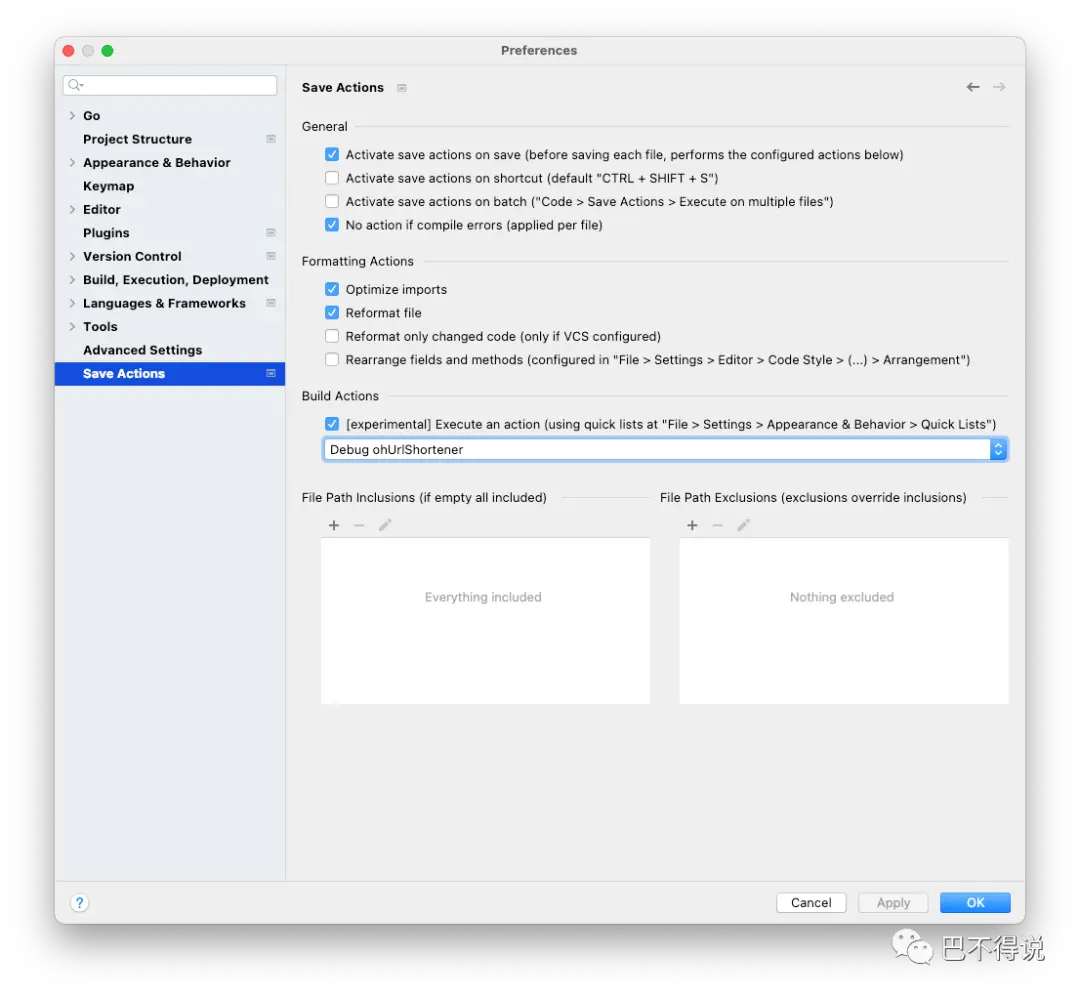 Preferences
Go
Project Structure
Appearance & Behavior
Keymap
Editor
Plugins
Version Control
Build, Execution, Deployment
Languages & Frameworks
Tools
Advanced Settings
Save Actions
Save Actions
General
Activate save actions on save (before saving each file, performs the configured actions below)
Activate save actions on shortcut (default "CTRL + SHIFT + S")
Activate save actions on batch ("Code > Save Actions > Execute on multiple files")
No action if compile errors (applied per file)
Formatting Actions
Optimize imports
Reformat file
Reformat only changed code (only if VCS configured)
Rearrange fields and methods (configured in "File > Settings > Editor > Code Style > (...) > Arrangement")
Build Actions
[experimental] Execute an action (using quick lists at "File > Settings > Appearance & Behavior > Quick Lists")
Debug ohUrlShortener
File Path Inclusions (if empty all included)
Everything included
File Path Exclusions (exclusions override inclusions)
Nothing excluded
?
Cancel
Apply
OK
巴不得说